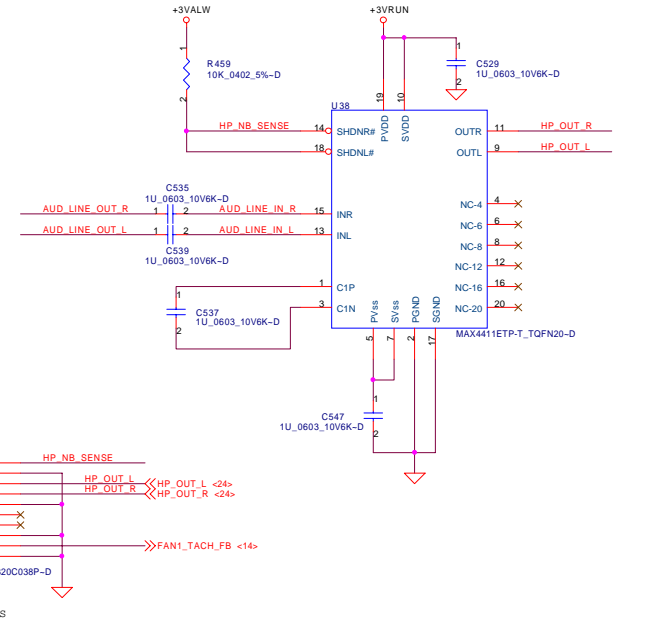 +3VALW
+3VRUN
1
R459
10K_0402_5%~D
2
1
C529
1U_0603_10V6K~D
2
19
10
U38
PVDD
SVDD
HP_NB_SENSE
14
SHDNR#
18
SHDNL#
OUTR
11
HP_OUT_R
OUTL
9
HP_OUT_L
C535
1U_0603_10V6K~D
AUD_LINE_OUT_R
1
2
AUD_LINE_IN_R
15
INR
AUD_LINE_OUT_L
1
2
AUD_LINE_IN_L
13
INL
C539
1U_0603_10V6K~D
NC-4
4
NC-6
6
NC-8
8
NC-12
12
NC-16
16
NC-20
20
1
C1P
3
C1N
1
C537
1U_0603_10V6K~D
2
PVss
SVss
PGND
SGND
5
7
2
17
MAX4411ETP-T_TQFN20~D
1
C547
1U_0603_10V6K~D
2
HP_NB_SENSE
HP_OUT_L
HP_OUT_L <24>
HP_OUT_R
HP_OUT_R <24>
FAN1_TACH_FB <14>
320C038P~D
S